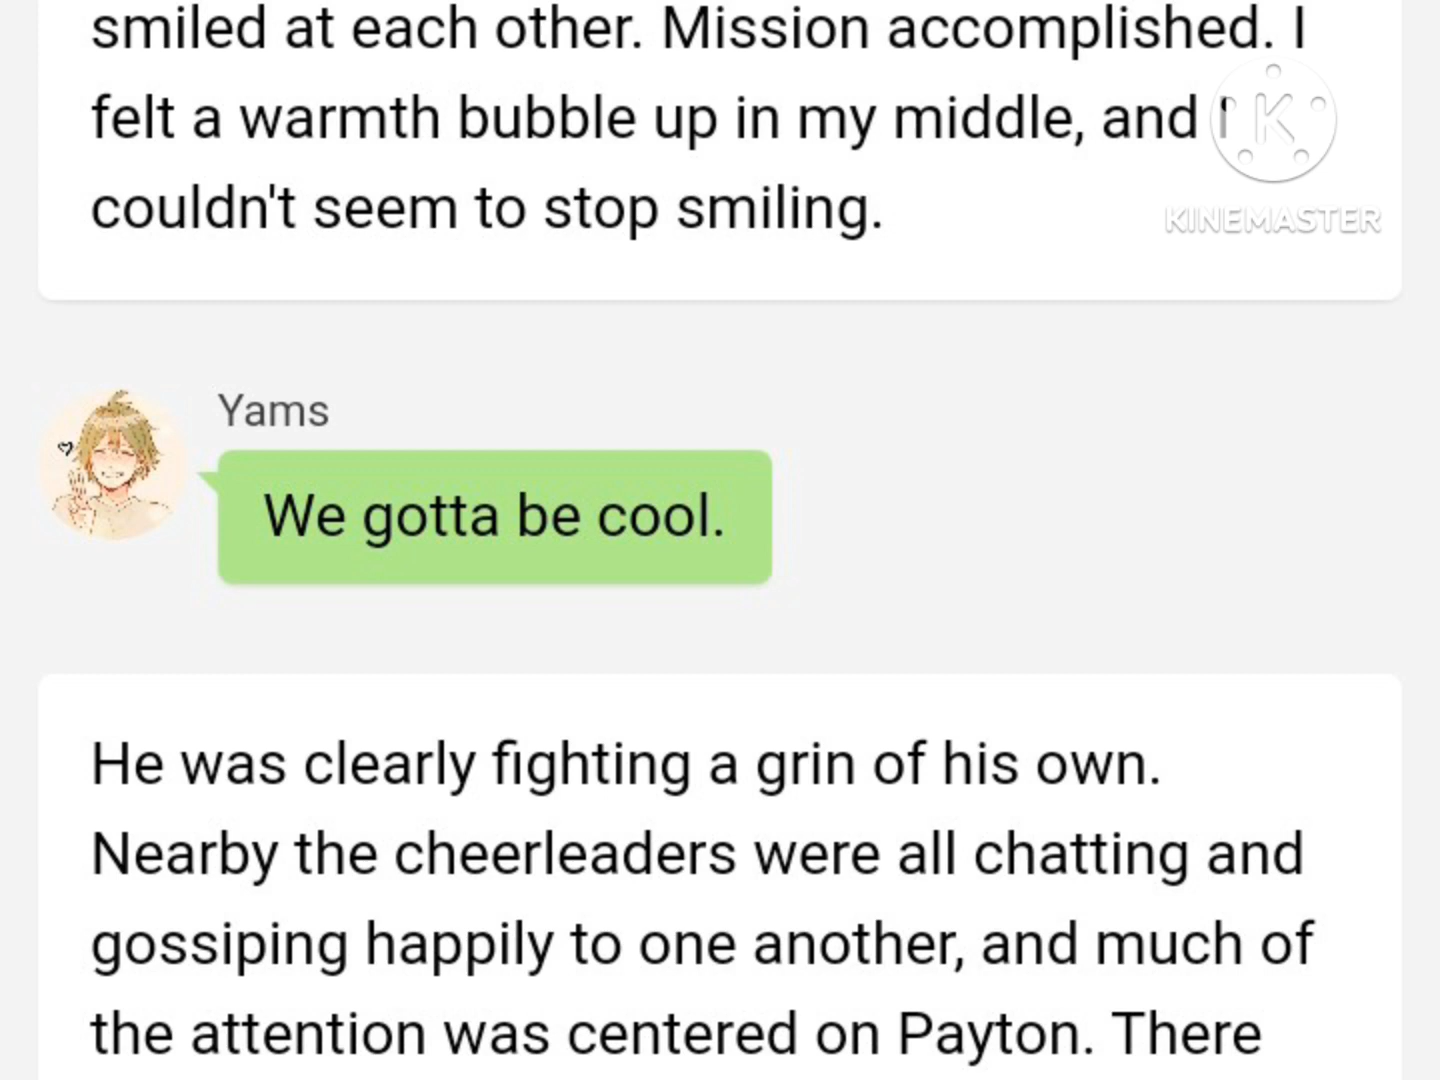 smiled at each other. Mission accomplished. I
felt a warmth bubble up in my middle, and I
K
KINEMASTER
couldn't seem to stop smiling.
Yams
We gotta be cool.
He was clearly fighting a grin of his own.
Nearby the cheerleaders were all chatting and
gossiping happily to one another, and much of
the attention was centered on Payton. There